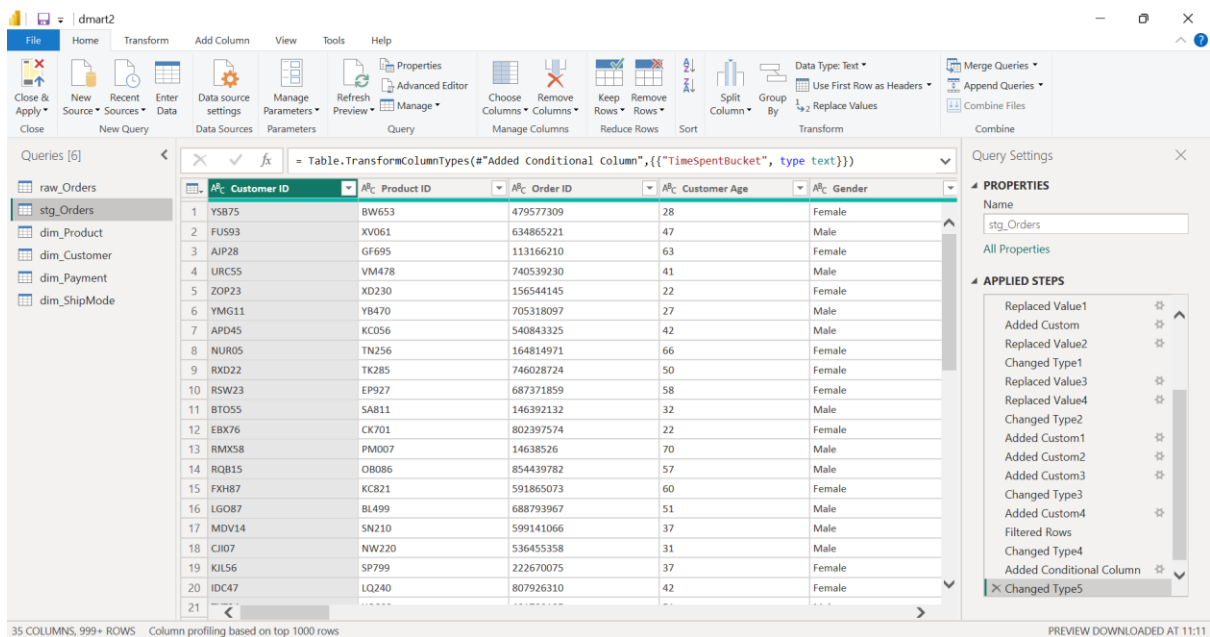 dmart2
File Home Transform Add Column View Tools Help
Close & Apply
New Source
Recent Sources
Enter Data
Data source settings
Manage Parameters
Refresh Preview
Properties
Advanced Editor
Manage
Choose Columns
Remove Columns
Keep Rows
Remove Rows
Split Column
Group By
Data Type: Text
Use First Row as Headers
Replace Values
Merge Queries
Append Queries
Combine Files
Close New Query Data Sources Parameters Query Manage Columns Reduce Rows Sort Transform Combine
Queries [6]
raw_Orders
stg_Orders
dim_Product
dim_Customer
dim_Payment
dim_ShipMode
fx = Table.TransformColumnTypes(#"Added Conditional Column",{{"TimeSpentBucket", type text}})
Customer ID Product ID Order ID Customer Age Gender
1 YSB75 BW653 479577309 28 Female
2 FUS93 XV061 634865221 47 Male
3 AJP28 GF695 113166210 63 Female
4 URC55 VM478 740539230 41 Male
5 ZOP23 XD230 156544145 22 Female
6 YMG11 YB470 705318097 27 Male
7 APD45 KC056 540843325 42 Male
8 NUR05 TN256 164814971 66 Female
9 RXD22 TK285 746028724 50 Female
10 RSW23 EP927 687371859 58 Female
11 BTO55 SA811 146392132 32 Male
12 EBX76 CK701 802397574 22 Female
13 RMX58 PM007 14638526 70 Male
14 RQB15 OB086 854439782 57 Male
15 FXH87 KC821 591865073 60 Female
16 LGO87 BL499 688793967 51 Male
17 MDV14 SN210 599141066 37 Male
18 CJI07 NW220 536455358 31 Male
19 KJL56 SP799 222670075 37 Female
20 IDC47 LQ240 807926310 42 Female
21
Query Settings
PROPERTIES
Name
stg_Orders
All Properties
APPLIED STEPS
Replaced Value1
Added Custom
Replaced Value2
Changed Type1
Replaced Value3
Replaced Value4
Changed Type2
Added Custom1
Added Custom2
Added Custom3
Changed Type3
Added Custom4
Filtered Rows
Changed Type4
Added Conditional Column
Changed Type5
35 COLUMNS, 999+ ROWS Column profiling based on top 1000 rows PREVIEW DOWNLOADED AT 11:11